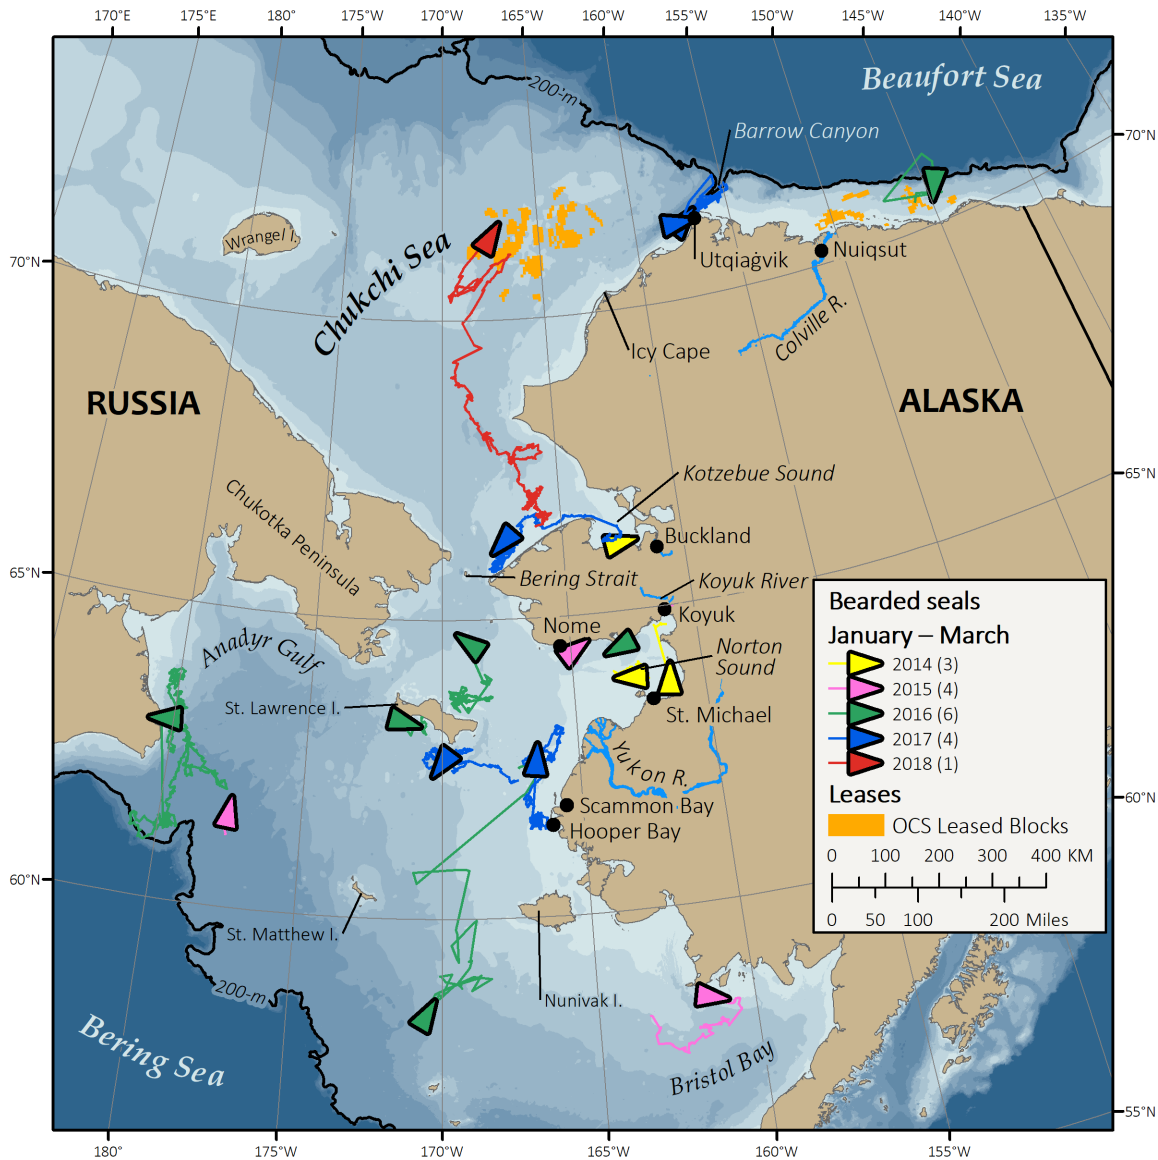 170°E 175°E 180° 175°W 170°W 165°W 160°W 155°W 150°W 145°W 140°W 135°W
Beaufort Sea
200-m
Barrow Canyon
70°N
Wrangel I.
Chukchi Sea
Utqiaġvik
Nuiqsut
70°N
Colville R.
Icy Cape
RUSSIA
ALASKA
Kotzebue Sound
65°N
Chukotka Peninsula
Buckland
65°N
Bering Strait
Koyuk River
Koyuk
Nome
Anadyr Gulf
Norton
Sound
St. Lawrence I.
St. Michael
Yukon R.
Scammon Bay
60°N
Hooper Bay
60°N
St. Matthew I.
200-m
Nunivak I.
Bering Sea
Bristol Bay
55°N
Bearded seals
January – March
2014 (3)
2015 (4)
2016 (6)
2017 (4)
2018 (1)
Leases
OCS Leased Blocks
0 100 200 300 400 KM
0 50 100 200 Miles
180° 175°W 170°W 165°W 160°W 155°W